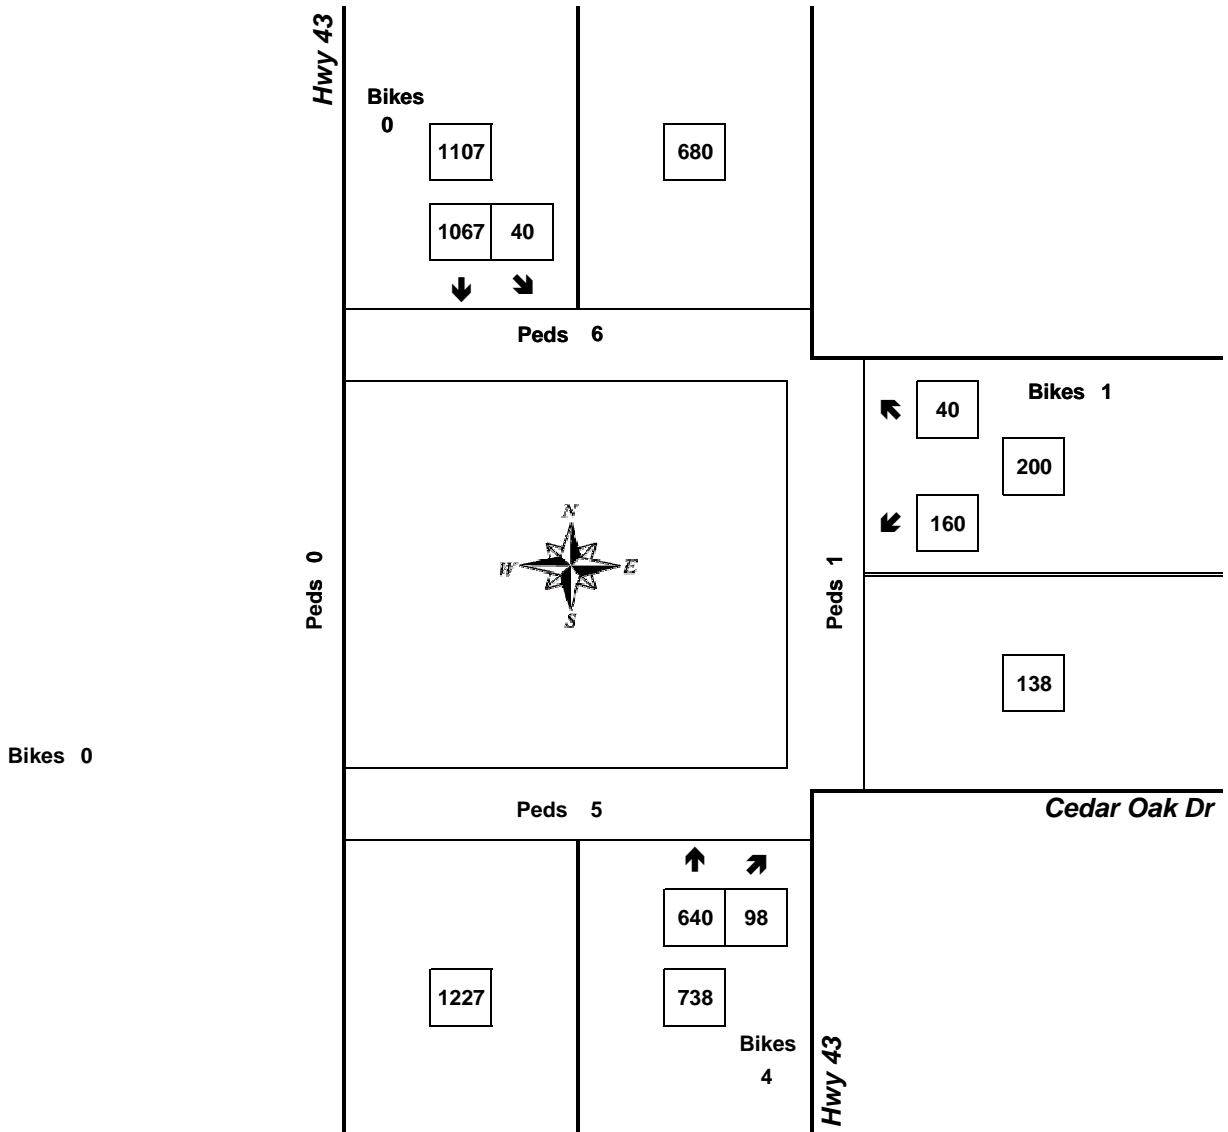 Hwy 43
Bikes
0
1107
680
1067 40
Peds 6
40
Bikes 1
200
160
N
W E
S
Peds 0
Peds 1
138
Bikes 0
Peds 5
Cedar Oak Dr
640 98
1227
738
Bikes
4
Hwy 43